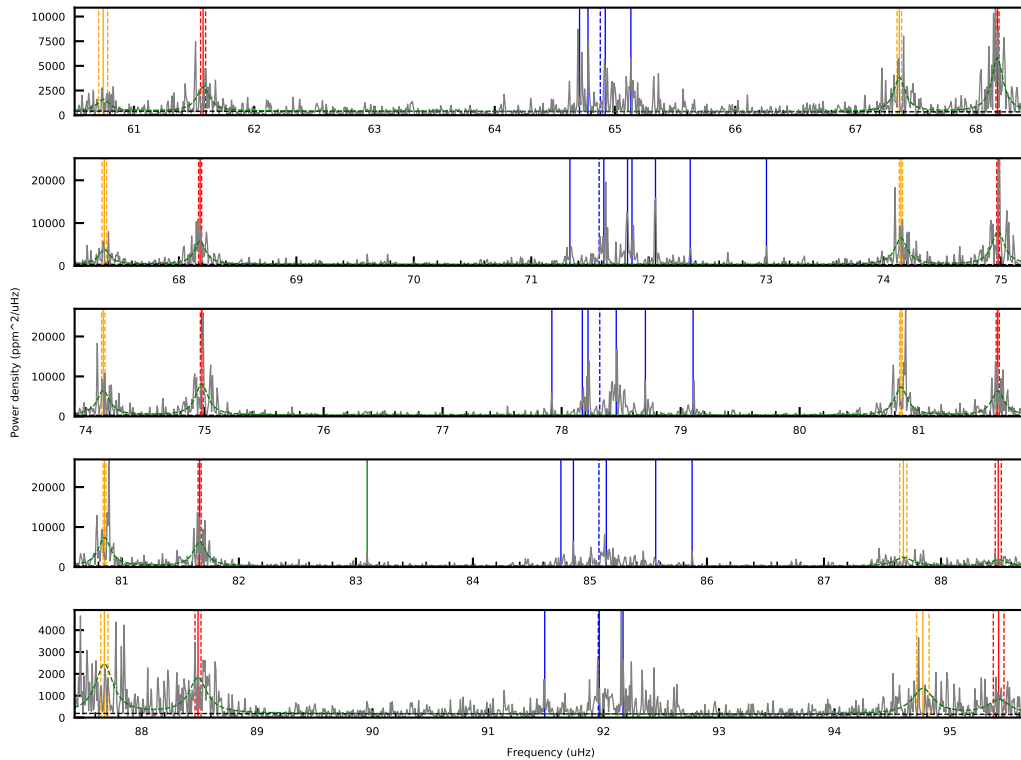 10000
7500
5000
2500
0
61 62 63 64 65 66 67 68
20000
10000
0
68 69 70 71 72 73 74 75
Power density (ppm^2/uHz)
20000
10000
0
74 75 76 77 78 79 80 81
20000
10000
0
81 82 83 84 85 86 87 88
4000
3000
2000
1000
0
88 89 90 91 92 93 94 95
Frequency (uHz)